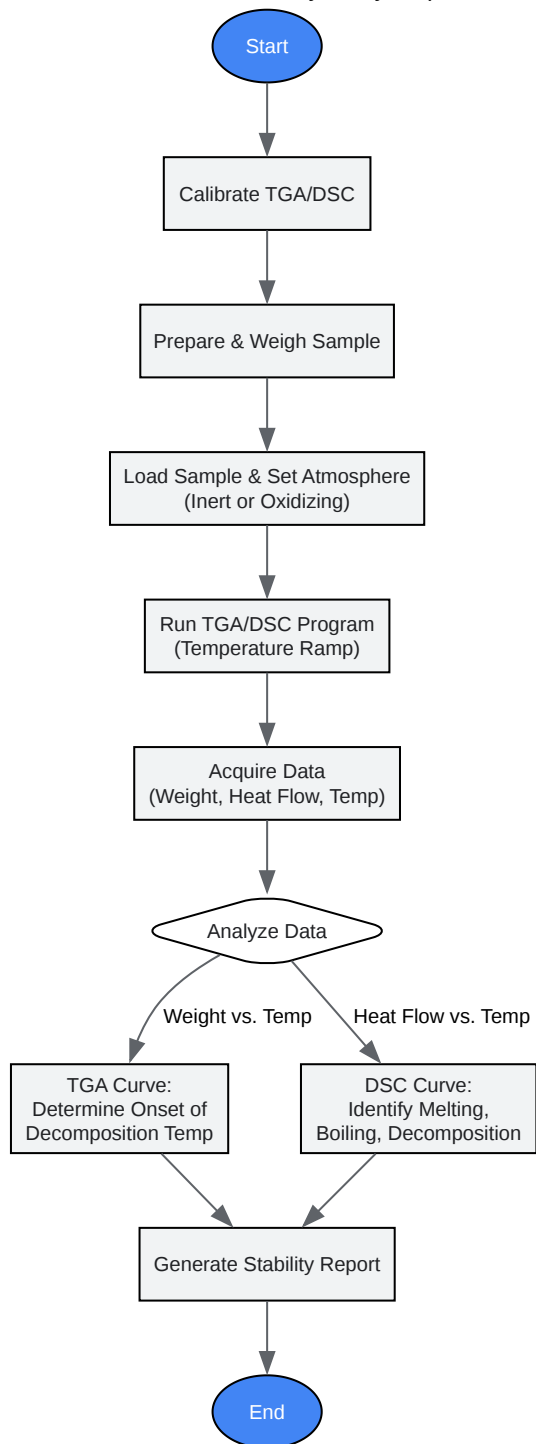 Start
Calibrate TGA/DSC
Prepare & Weigh Sample
Load Sample & Set Atmosphere
(Inert or Oxidizing)
Run TGA/DSC Program
(Temperature Ramp)
Acquire Data
(Weight, Heat Flow, Temp)
Analyze Data
Weight vs. Temp
Heat Flow vs. Temp
TGA Curve:
Determine Onset of
Decomposition Temp
DSC Curve:
Identify Melting,
Boiling, Decomposition
Generate Stability Report
End